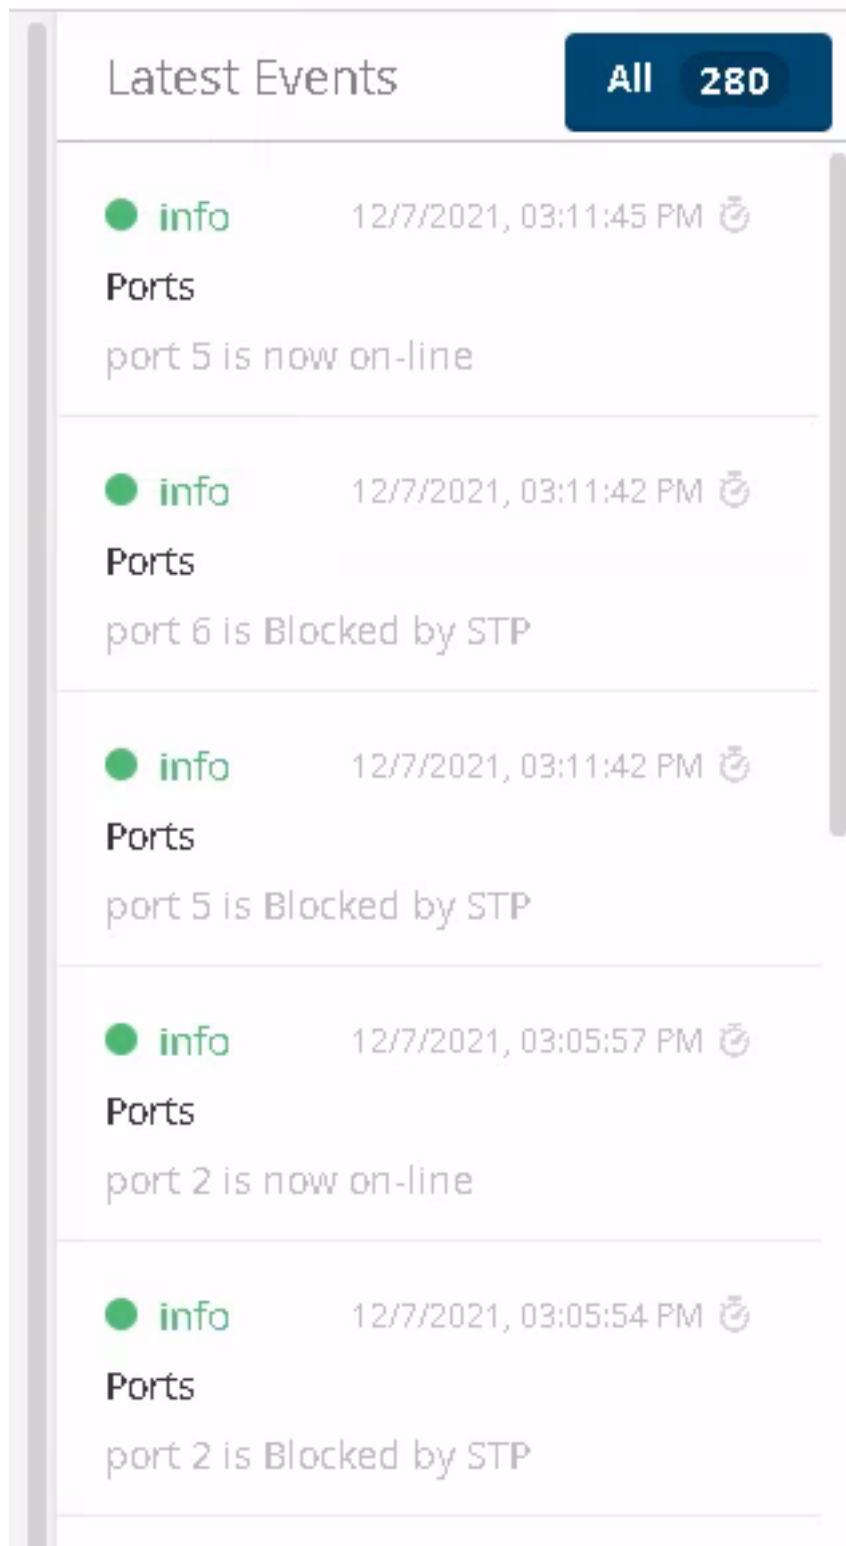 Latest Events All 280
info 12/7/2021, 03:11:45 PM
Ports
port 5 is now on-line
info 12/7/2021, 03:11:42 PM
Ports
port 6 is Blocked by STP
info 12/7/2021, 03:11:42 PM
Ports
port 5 is Blocked by STP
info 12/7/2021, 03:05:57 PM
Ports
port 2 is now on-line
info 12/7/2021, 03:05:54 PM
Ports
port 2 is Blocked by STP